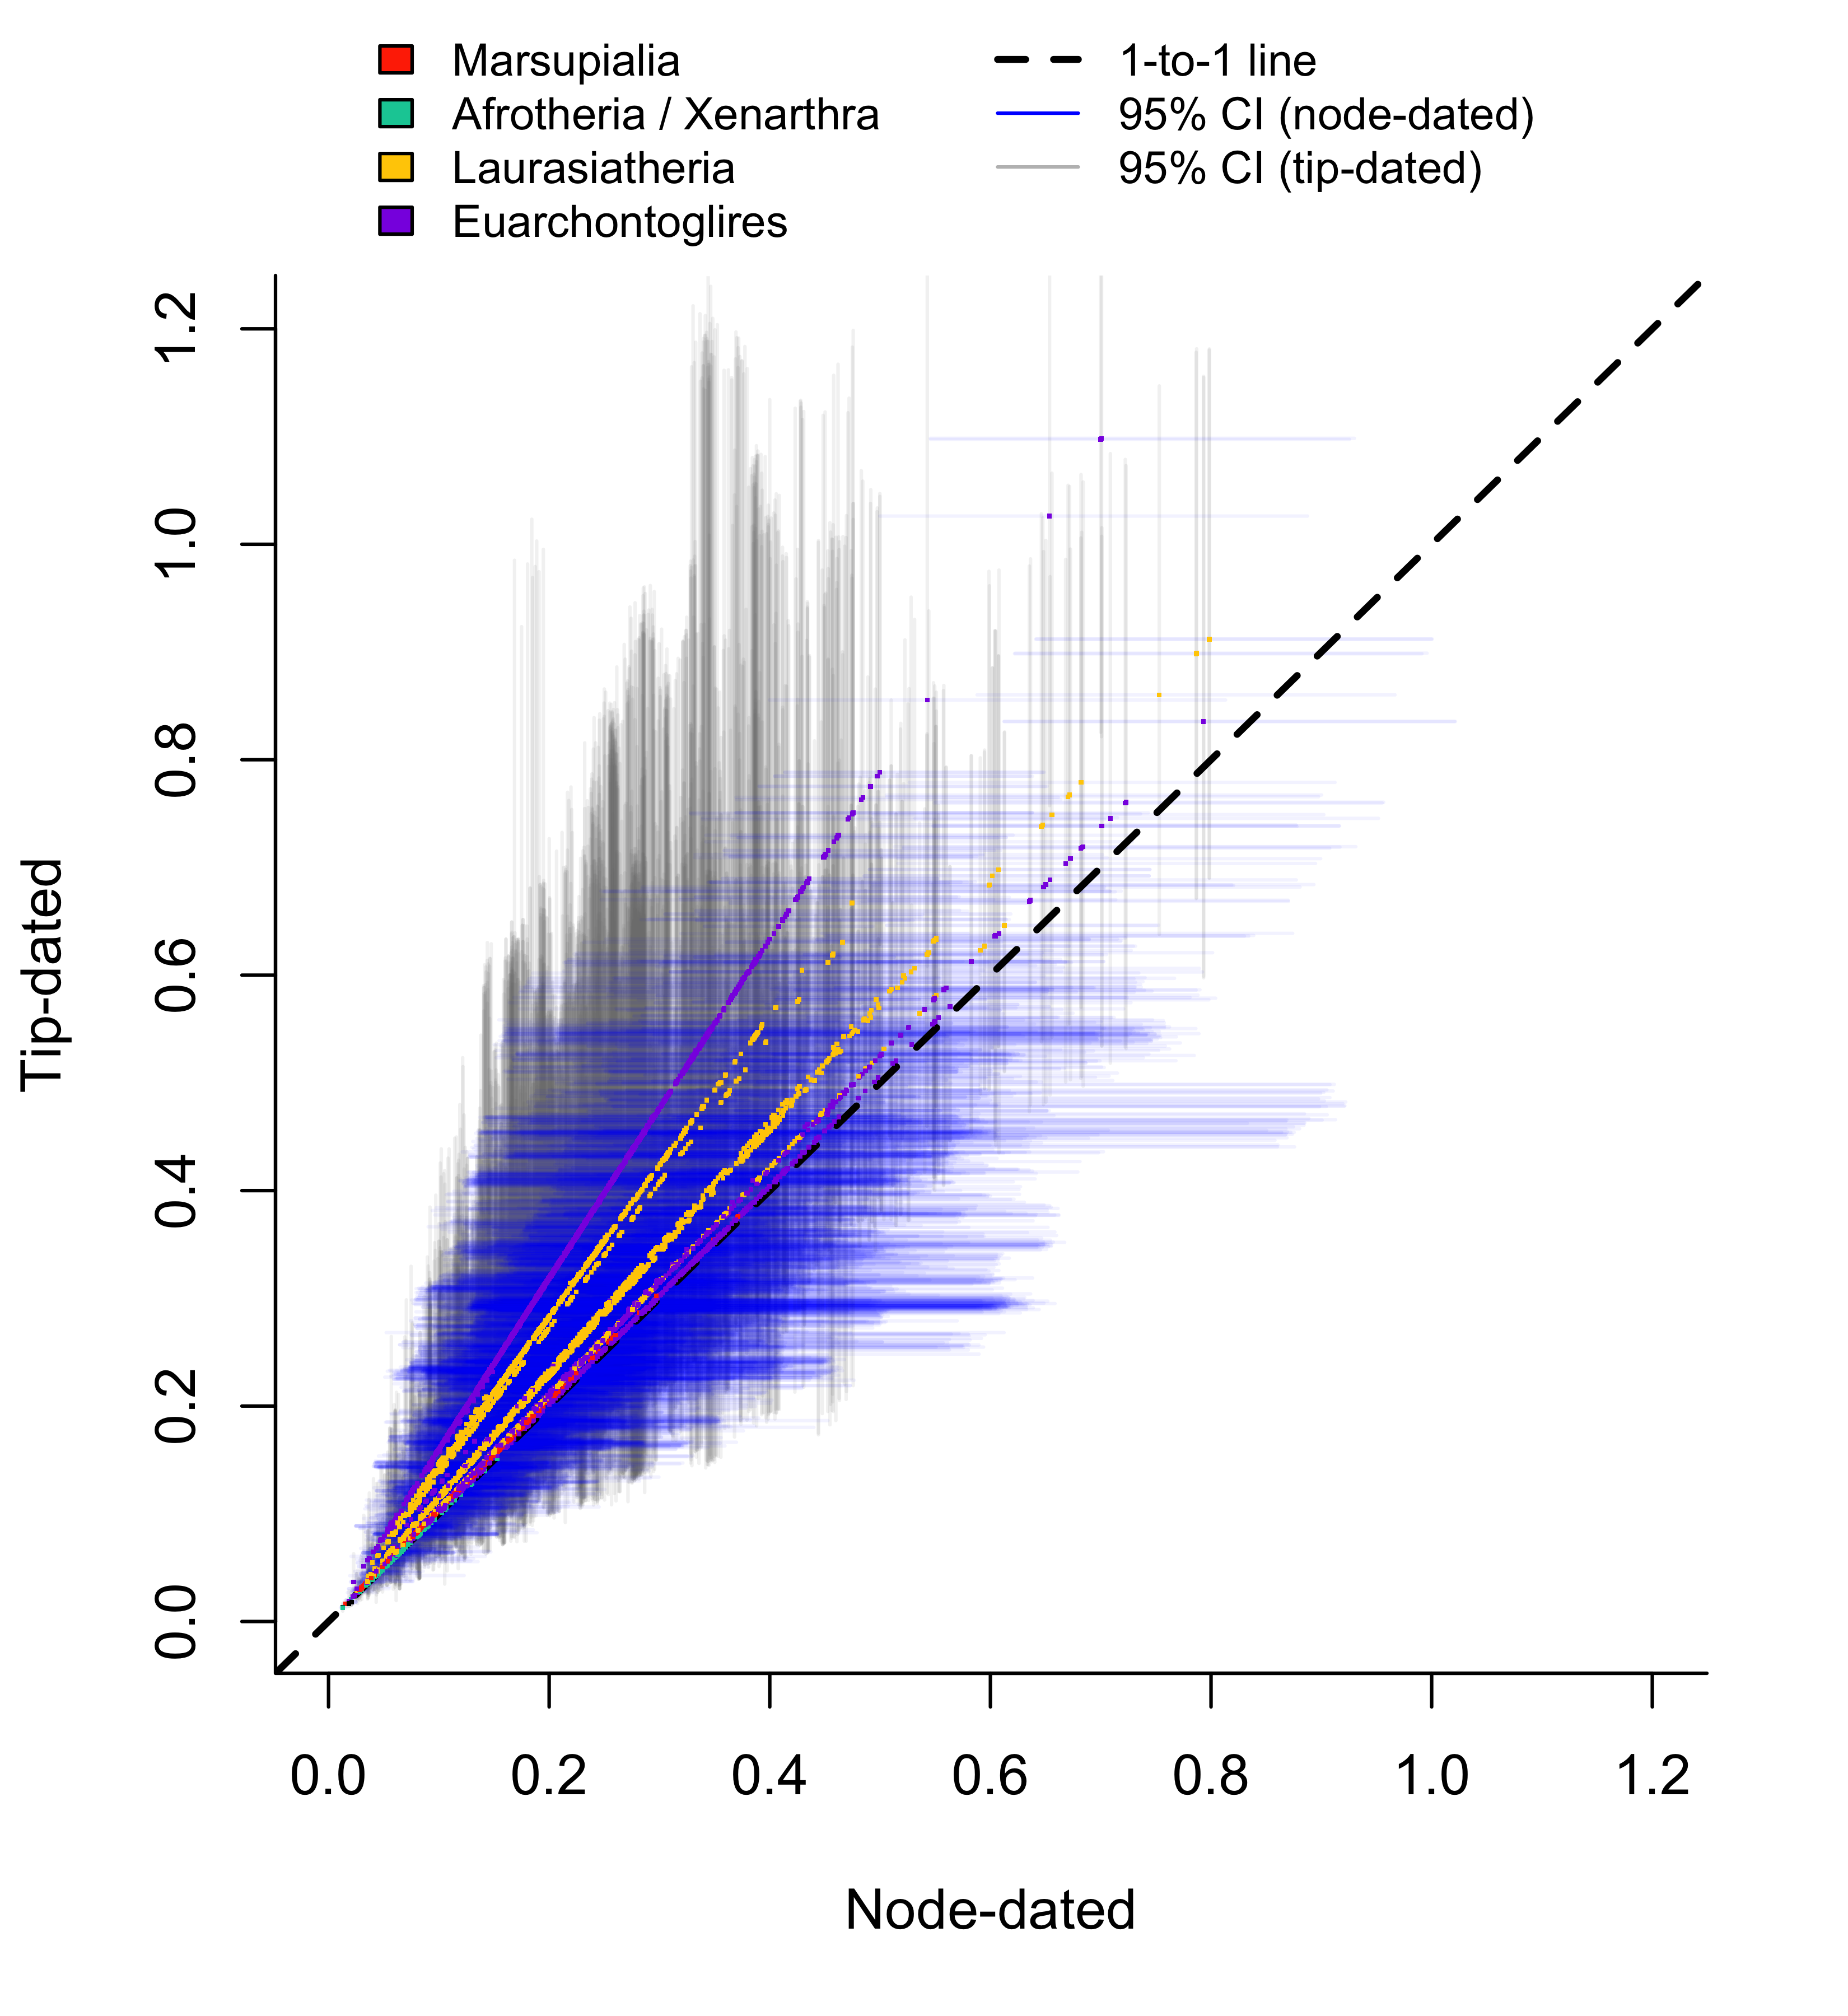 Marsupialia
Afrotheria / Xenarthra
Laurasiatheria
Euarchontoglires
1-to-1 line
95% CI (node-dated)
95% CI (tip-dated)
Tip-dated
1.2
1.0
0.8
0.6
0.4
0.2
0.0
0.0 0.2 0.4 0.6 0.8 1.0 1.2
Node-dated